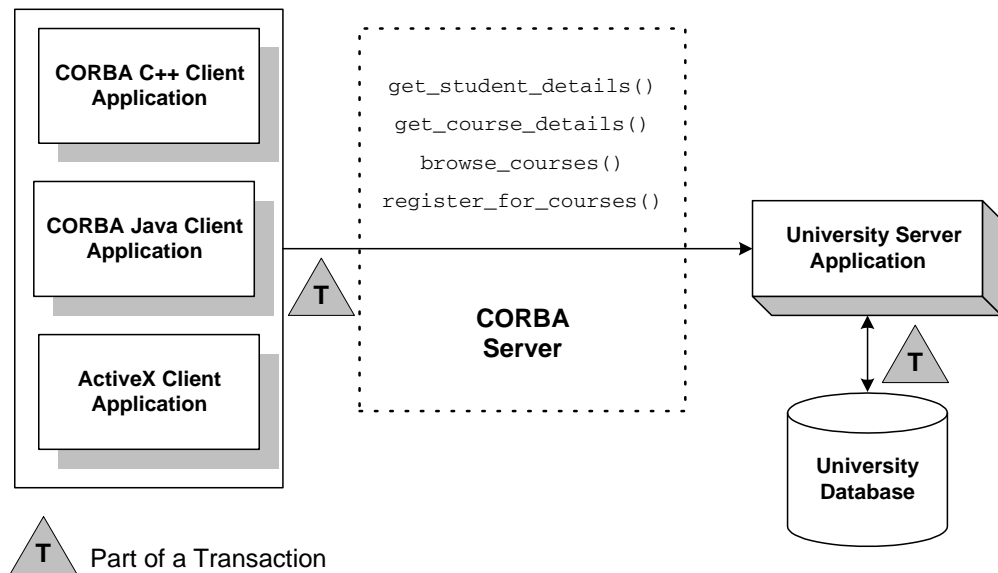 CORBA C++ Client
Application
CORBA Java Client
Application
ActiveX Client
Application
T
get_student_details()
get_course_details()
browse_courses()
register_for_courses()
CORBA
Server
University Server
Application
T
University
Database
T
Part of a Transaction